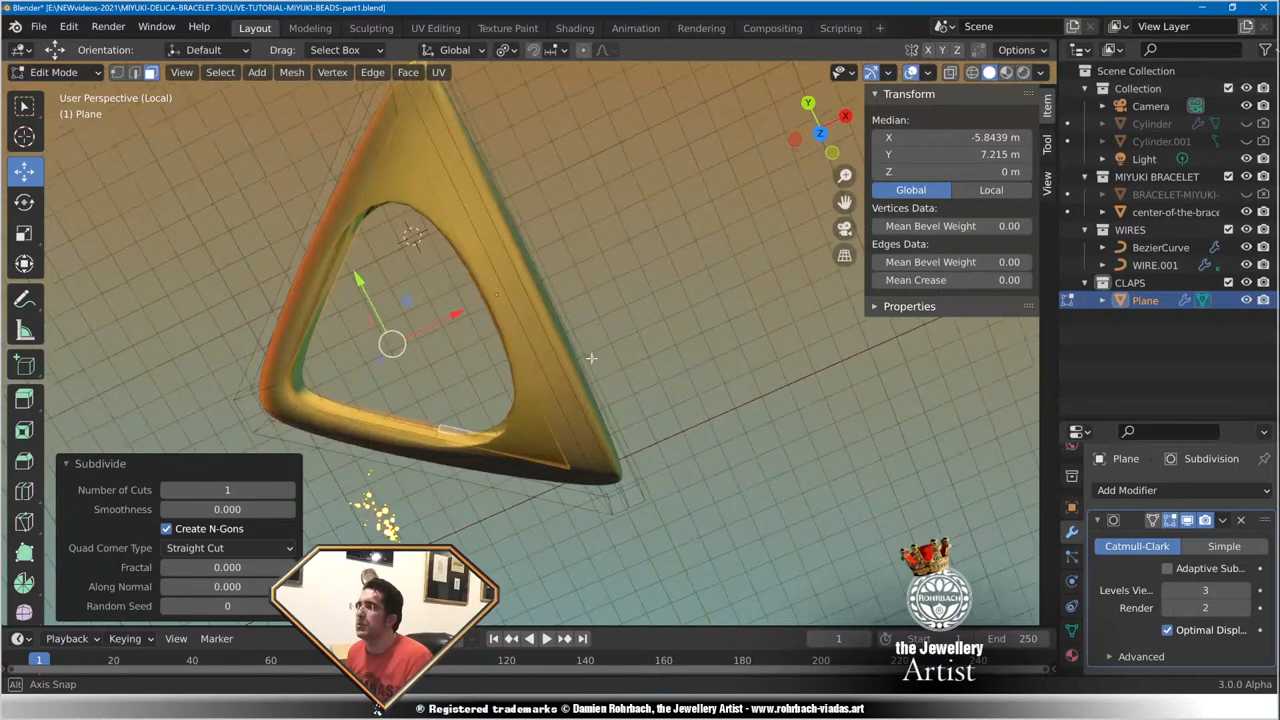 Blender* [E:\NEWvideos-2021\MIYUKI-DELICA-BRACELET-3D\LIVE-TUTORIAL-MIYUKI-BEADS-part1.blend]
File Edit Render Window Help Layout Modeling Sculpting UV Editing Texture Paint Shading Animation Rendering Compositing Scripting Scene View Layer
Orientation: Default Drag: Select Box Global X Y Z Options
Edit Mode View Select Add Mesh Vertex Edge Face UV
User Perspective (Local)
(1) Plane
Y
X
Z
Transform
Median:
X -5.8439 m
Y 7.215 m
Z 0 m
Global Local
Vertices Data:
Mean Bevel Weight 0.00
Edges Data:
Mean Bevel Weight 0.00
Mean Crease 0.00
Properties
Item
Tool
View
Scene Collection
Collection
Camera
Cylinder
Cylinder.001
Light
MIYUKI BRACELET
BRACELET-MIYUKI-
center-of-the-brace
WIRES
BezierCurve
WIRE.001
CLAPS
Plane
Plane Subdivision
Add Modifier
Catmull-Clark Simple
Adaptive Sub...
Levels Vie... 3
Render 2
Optimal Displ...
Advanced
Subdivide
Number of Cuts 1
Smoothness 0.000
Create N-Gons
Quad Corner Type Straight Cut
Fractal 0.000
Along Normal 0.000
Random Seed 0
ROHRBACH
the Jewellery
Artist
Playback Keying View Marker 1 Start 1 End 250
1 20 40 60 120 140 160 180 200 220 240
Alt Axis Snap 3.0.0 Alpha
® Registered trademarks © Damien Rohrbach, the Jewellery Artist - www.rohrbach-viadas.art